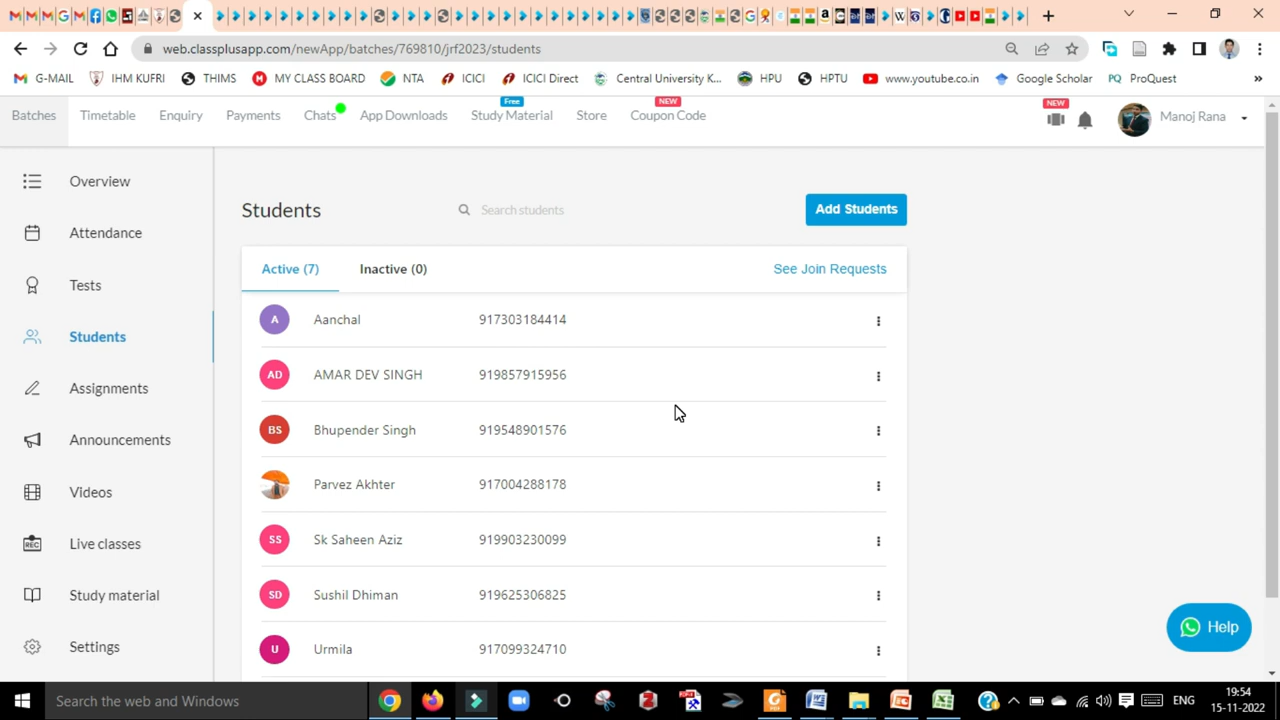 web.classplusapp.com/newApp/batches/769810/jrf2023/students
G-MAIL IHM KUFRI THIMS MY CLASS BOARD NTA ICICI ICICI Direct Central University K... HPU HPTU www.youtube.co.in Google Scholar PQ ProQuest »
Free NEW NEW
Batches Timetable Enquiry Payments Chats App Downloads Study Material Store Coupon Code Manoj Rana
Overview
Attendance
Tests
Students
Assignments
Announcements
Videos
Live classes
Study material
Settings
Students Search students Add Students
Active (7) Inactive (0) See Join Requests
A Aanchal 917303184414
AD AMAR DEV SINGH 919857915956
BS Bhupender Singh 919548901576
Parvez Akhter 917004288178
SS Sk Saheen Aziz 919903230099
SD Sushil Dhiman 919625306825
U Urmila 917099324710
Help
Search the web and Windows
ENG
19:54
15-11-2022